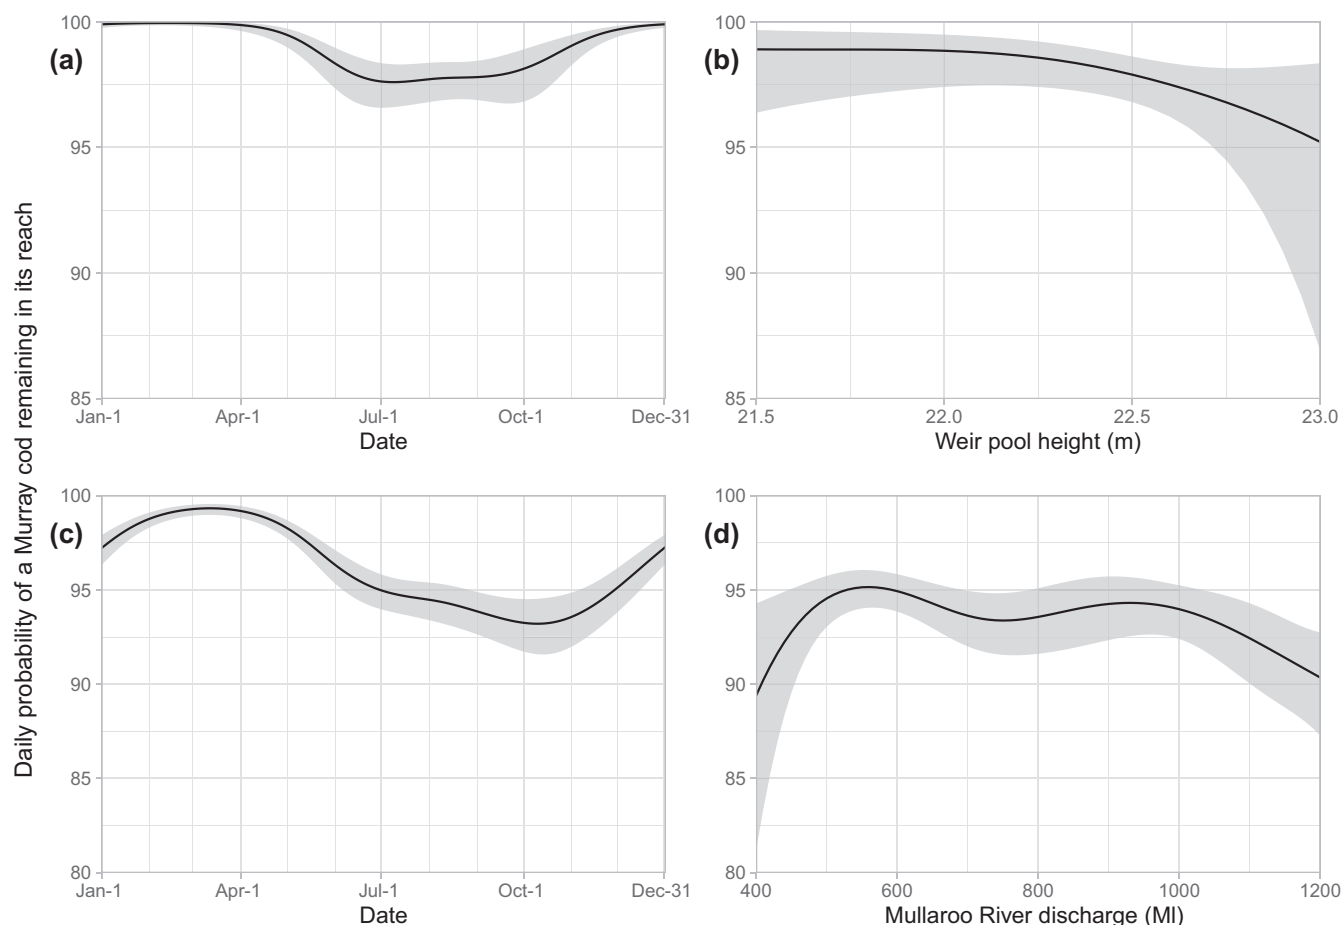 Daily probability of a Murray cod remaining in its reach
(a)
100
95
90
85
Jan-1 Apr-1 Jul-1 Oct-1 Dec-31
Date
(b)
100
95
90
85
21.5 22.0 22.5 23.0
Weir pool height (m)
(c)
100
95
90
85
80
Jan-1 Apr-1 Jul-1 Oct-1 Dec-31
Date
(d)
100
95
90
85
80
400 600 800 1000 1200
Mullaroo River discharge (Ml)